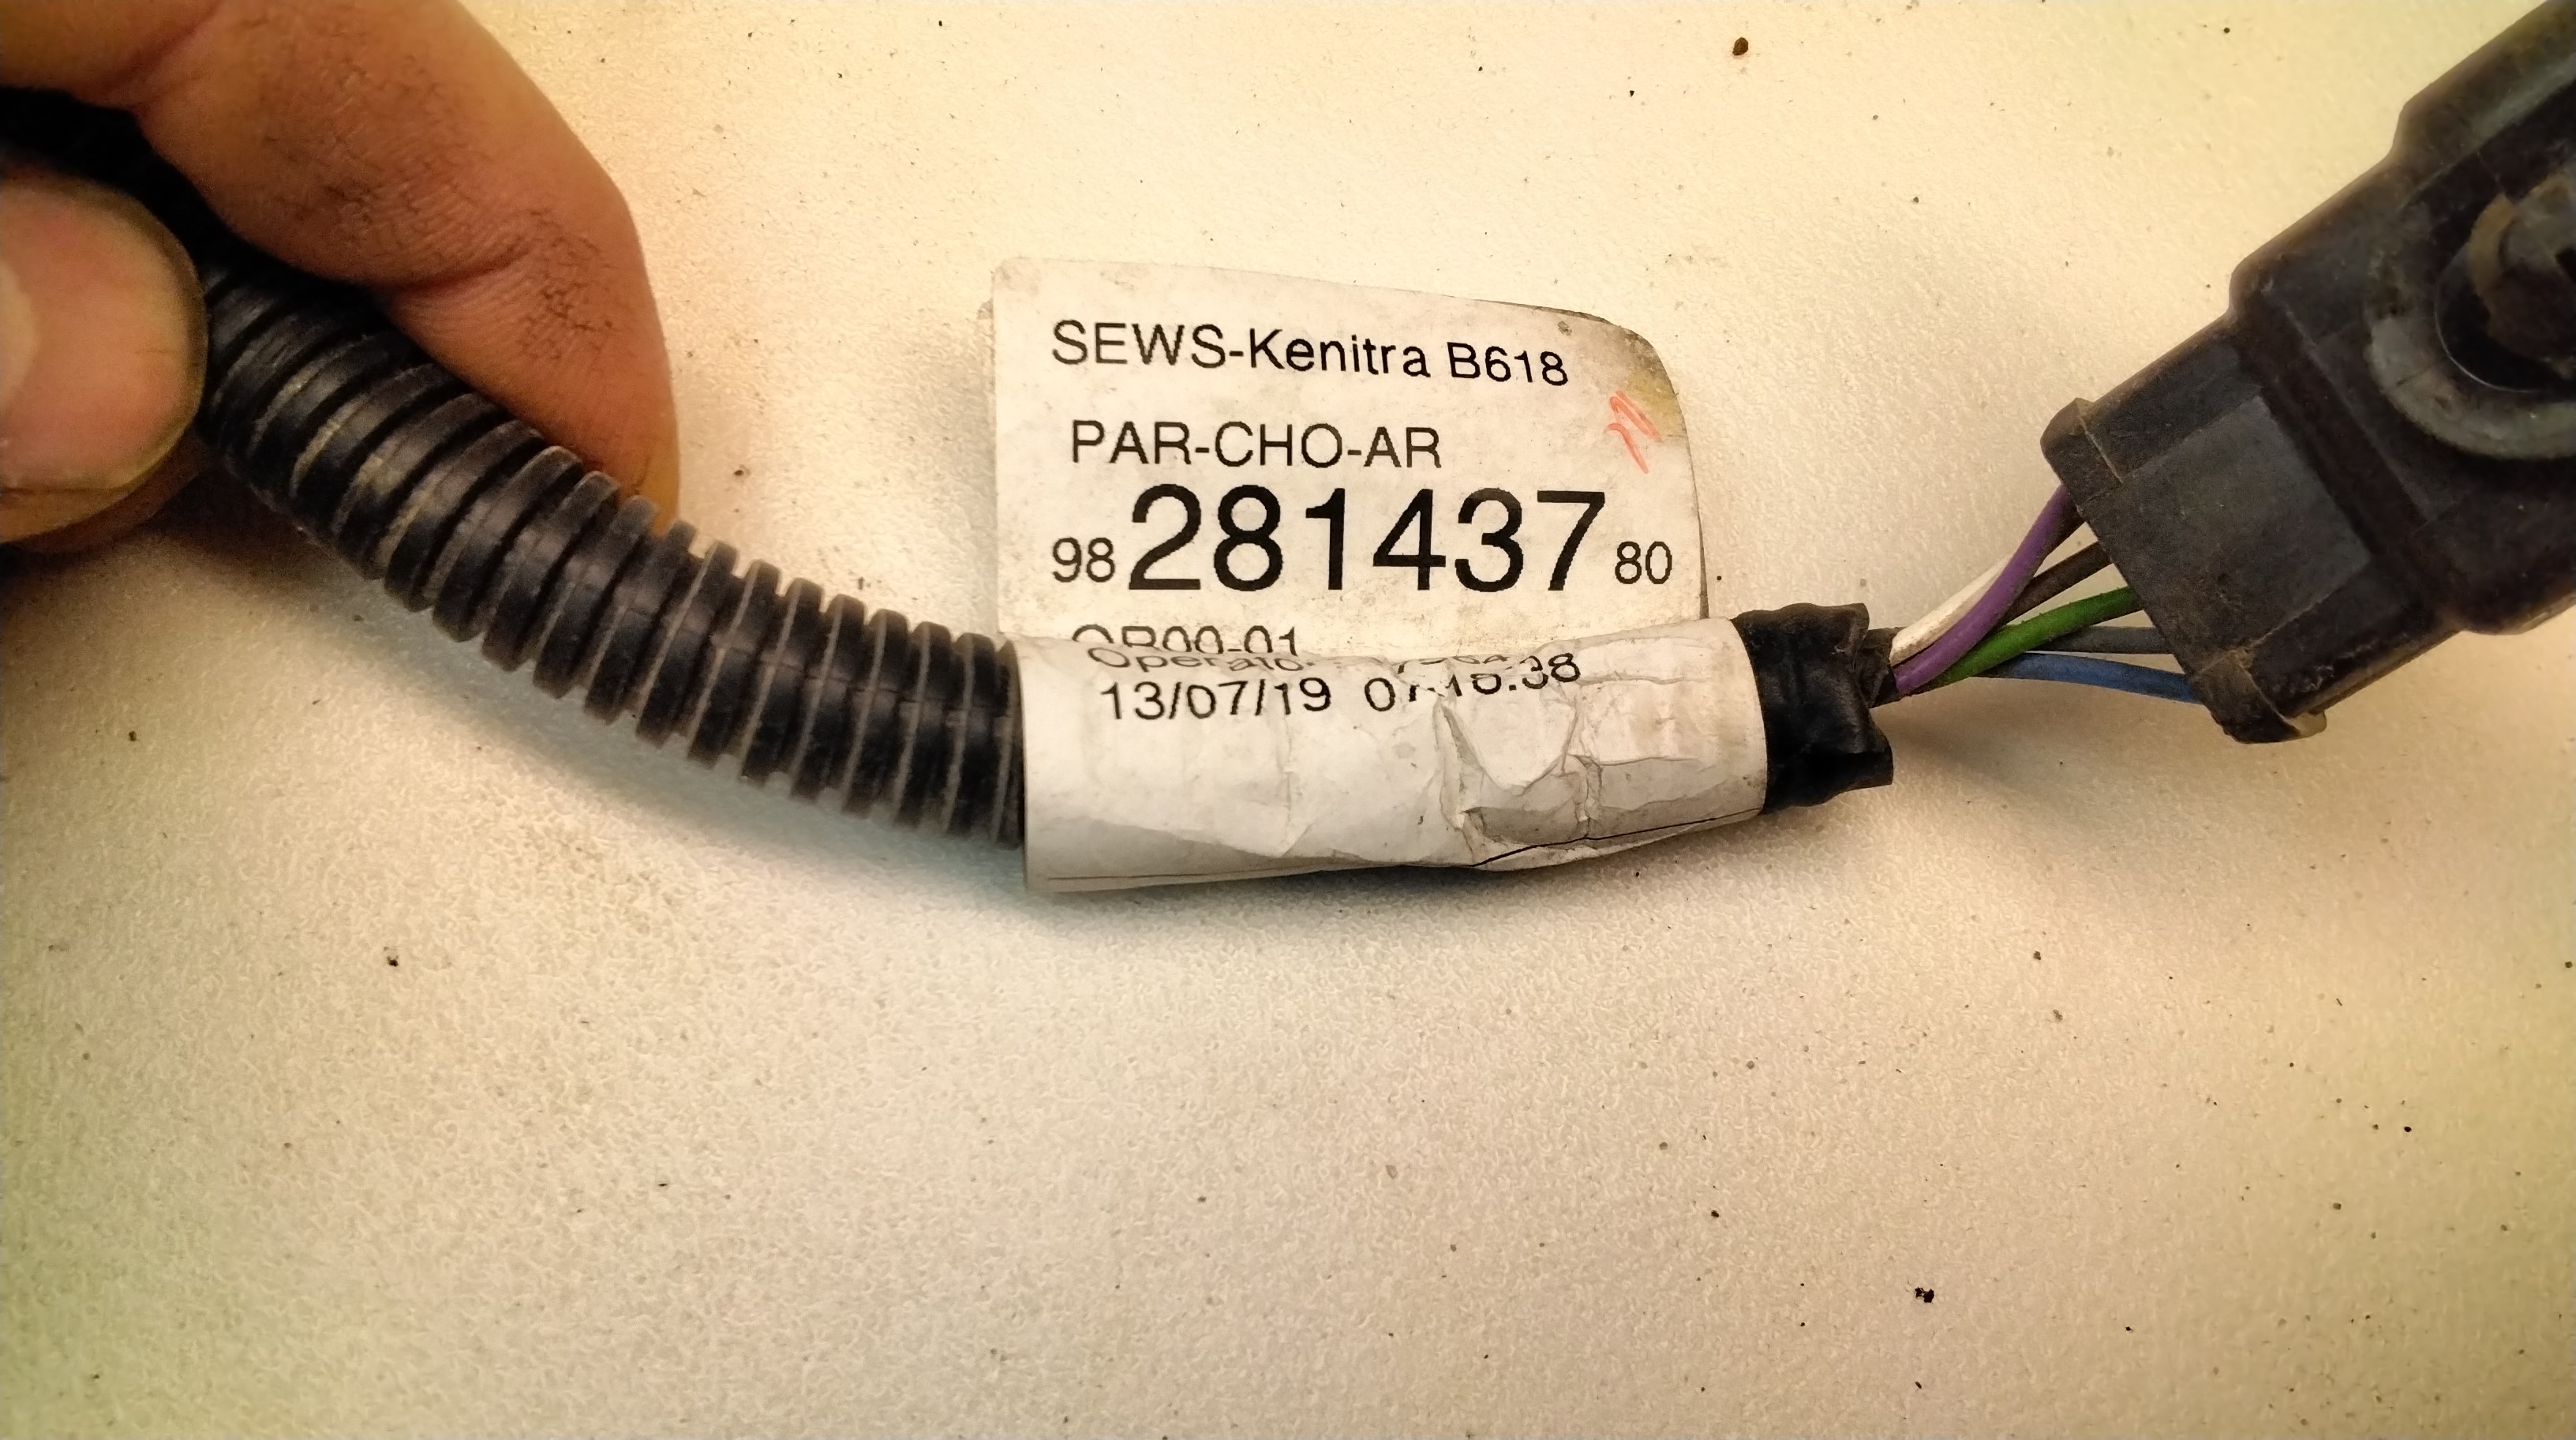 SEWS-Kenitra B618
PAR-CHO-AR
98 281437 80
13/07/19